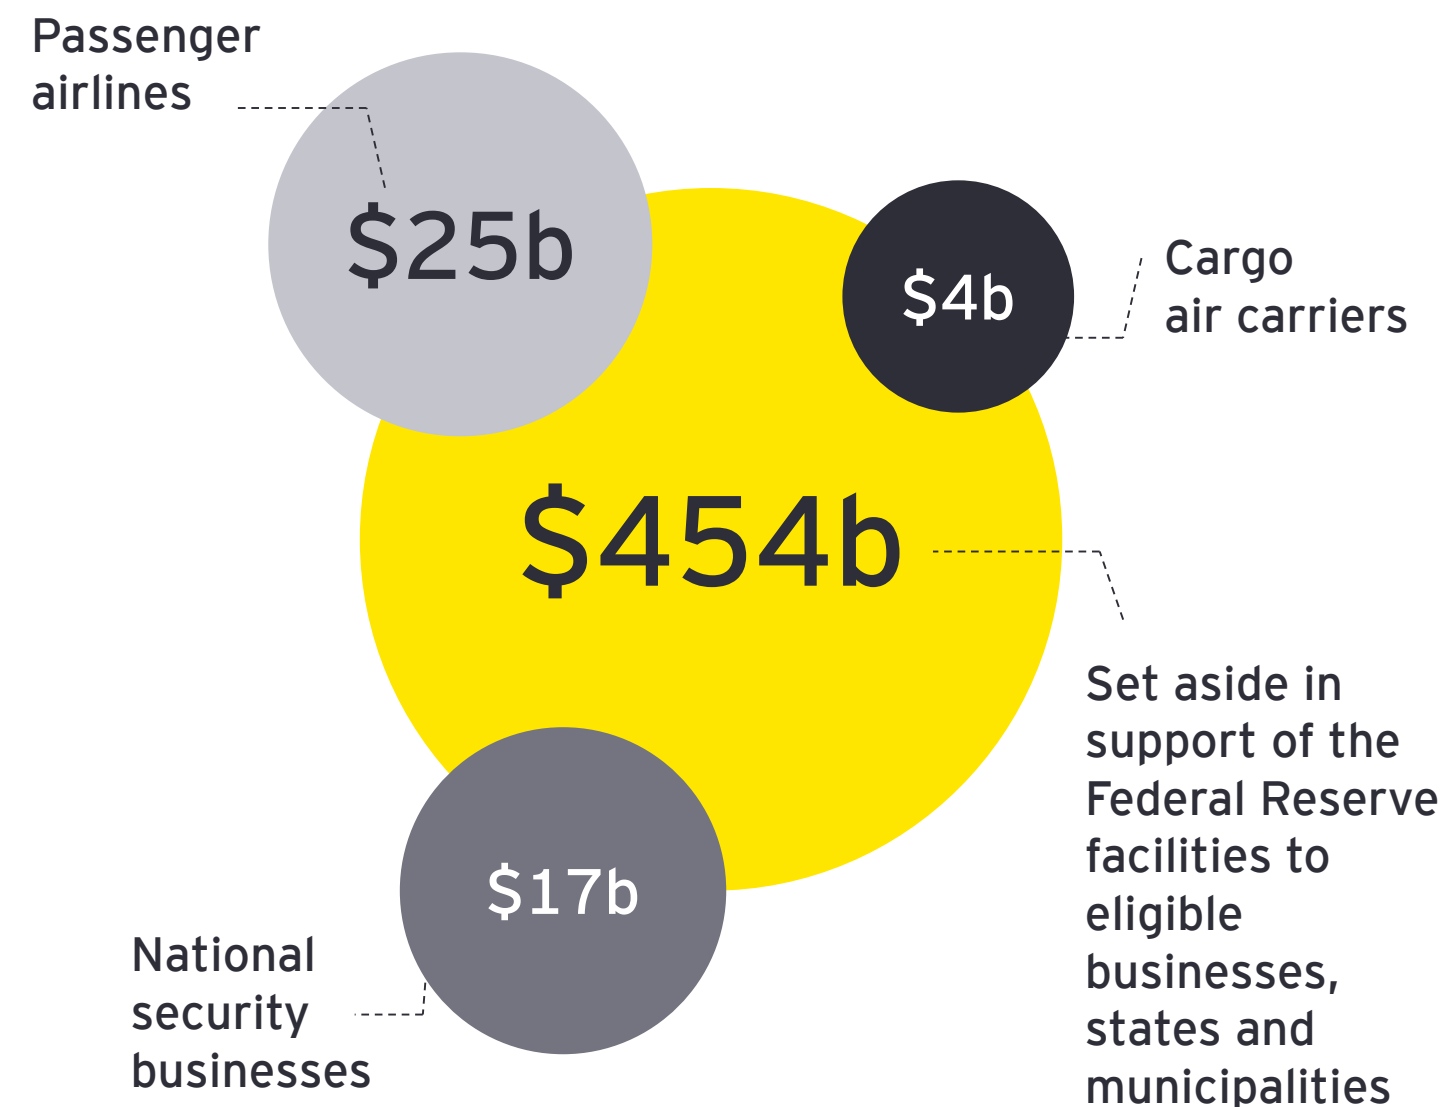 Passenger
airlines
$25b
$4b
Cargo
air carriers
$454b
Set aside in
support of the
Federal Reserve
facilities to
eligible
businesses,
states and
municipalities
$17b
National
security
businesses